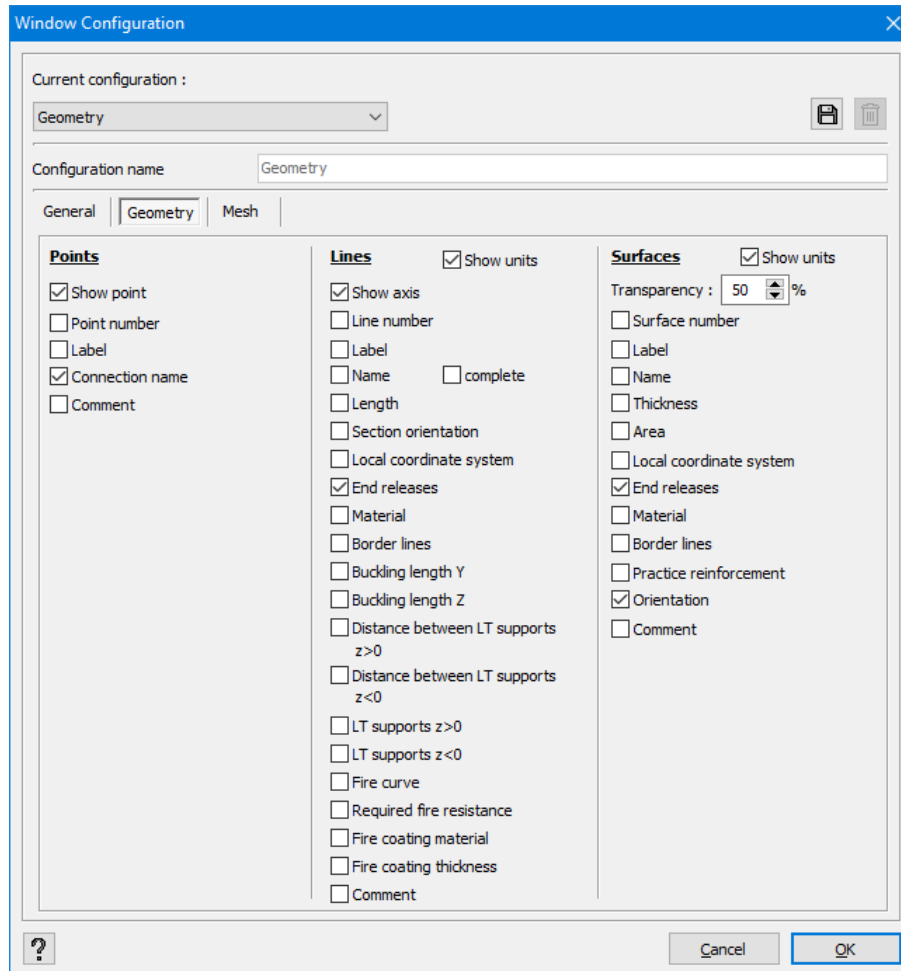 Window Configuration
Current configuration :
Geometry
Configuration name
Geometry
General
Geometry
Mesh
Points
Show point
Point number
Label
Connection name
Comment
Lines
Show units
Show axis
Line number
Label
Name
complete
Length
Section orientation
Local coordinate system
End releases
Material
Border lines
Buckling length Y
Buckling length Z
Distance between LT supports
z>0
Distance between LT supports
z<0
LT supports z>0
LT supports z<0
Fire curve
Required fire resistance
Fire coating material
Fire coating thickness
Comment
Surfaces
Show units
Transparency : 50 %
Surface number
Label
Name
Thickness
Area
Local coordinate system
End releases
Material
Border lines
Practice reinforcement
Orientation
Comment
?
Cancel
OK